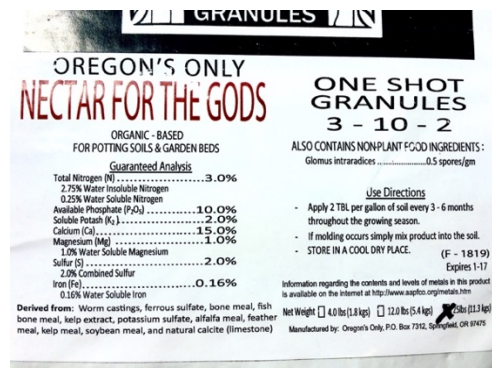 GRANULES
OREGON'S ONLY
NECTAR FOR THE GODS
ORGANIC - BASED
FOR POTTING SOILS & GARDEN BEDS
Guaranteed Analysis
Total Nitrogen (N)..................3.0%
2.75% Water Insoluble Nitrogen
0.25% Water Soluble Nitrogen
Available Phosphate (P₂O₅)............10.0%
Soluble Potash (K₂)....................2.0%
Calcium (Ca)..........................15.0%
Magnesium (Mg) ......................1.0%
1.0% Water Soluble Magnesium
Sulfur (S) ............................2.0%
2.0% Combined Sulfur
Iron (Fe)..............................0.16%
0.16% Water Soluble Iron
Derived from: Worm castings, ferrous sulfate, bone meal, fish
bone meal, kelp extract, potassium sulfate, alfalfa meal, feather
meal, kelp meal, soybean meal, and natural calcite (limestone)
ONE SHOT
GRANULES
3 - 10 - 2
ALSO CONTAINS NON-PLANT FOOD INGREDIENTS:
Glomus intraradices ..................0.5 spores/gm
Use Directions
- Apply 2 TBL per gallon of soil every 3 - 6 months
throughout the growing season.
- If molding occurs simply mix product into the soil.
- STORE IN A COOL DRY PLACE.
(F - 1819)
Expires 1-17
Information regarding the contents and levels of metals in this product
is available on the internet at http://www.aapfco.org/metals.htm
Net Weight 4.0 lbs (1.8 kgs) 12.0 lbs (5.4 kgs) 25lbs (11.3 kgs)
Manufactured by: Oregon's Only, P.O. Box 7312, Springfield, OR 97475